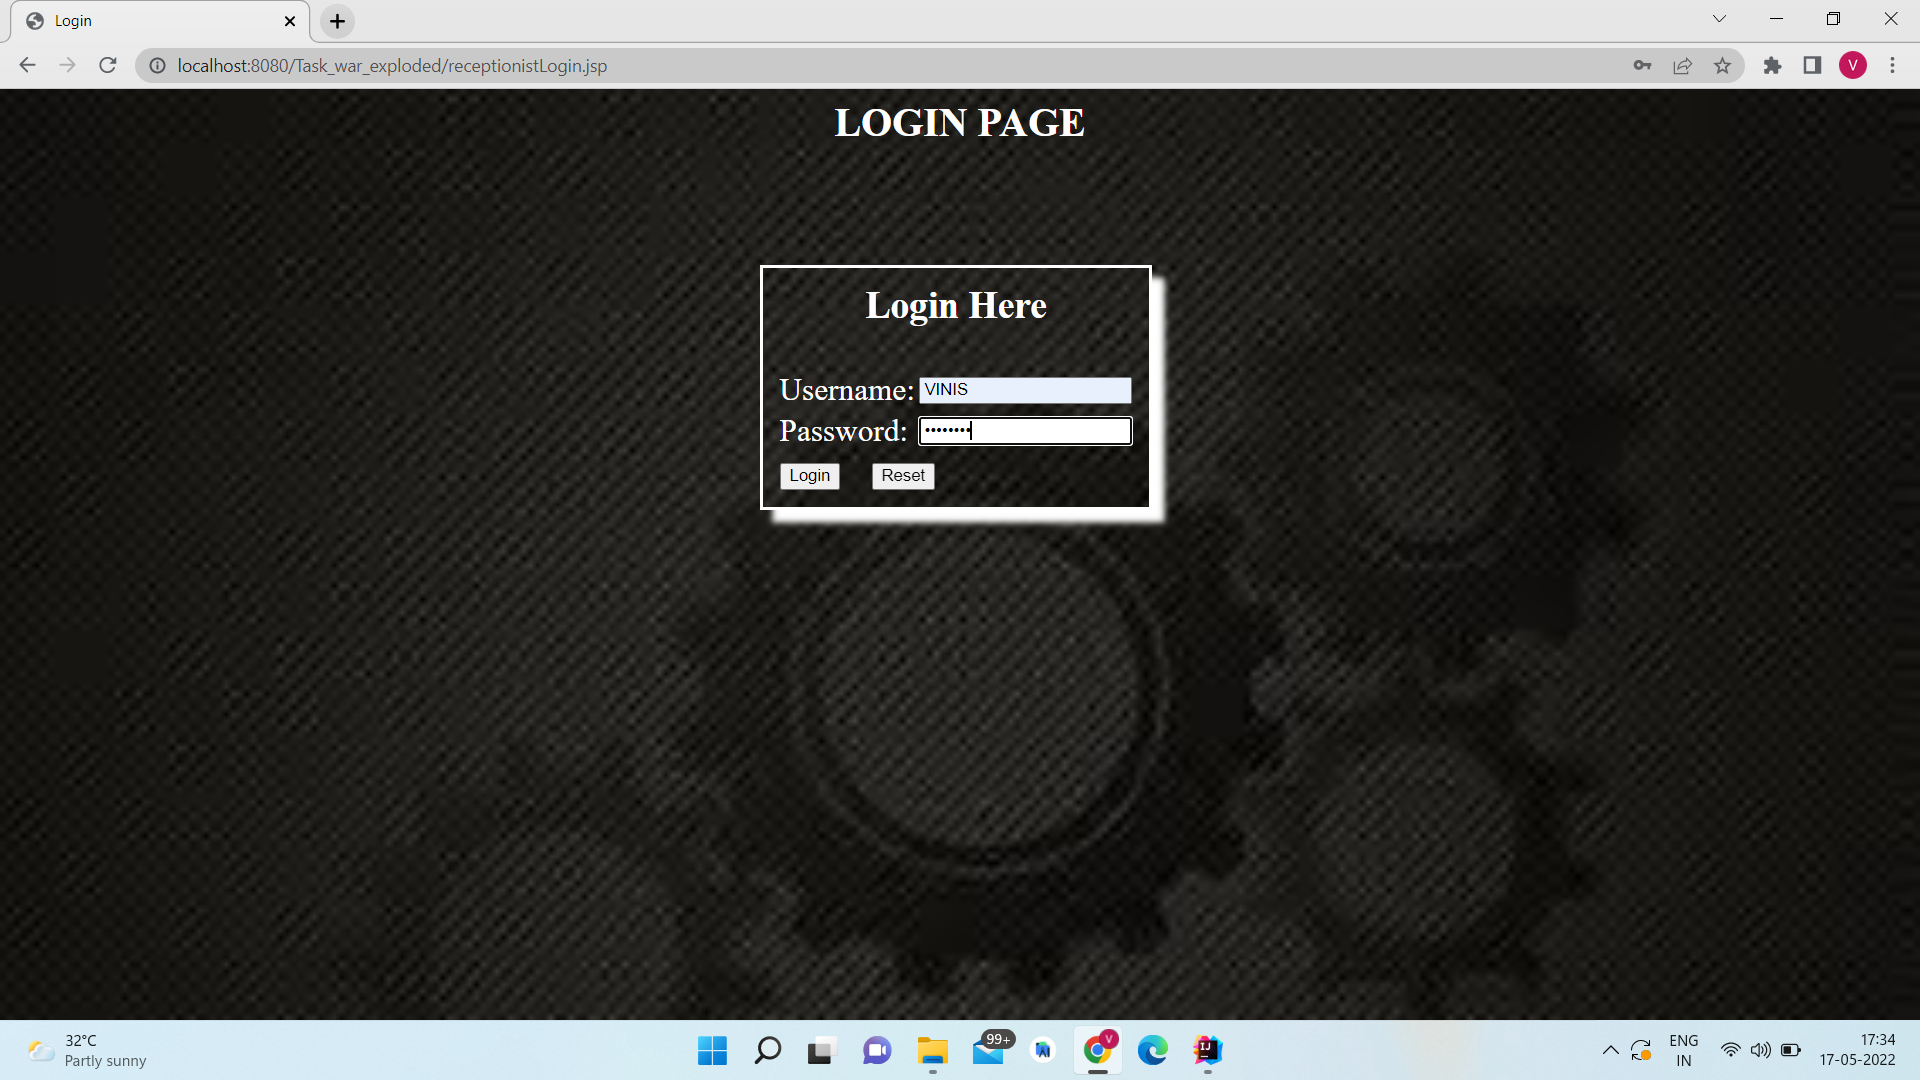 Login
localhost:8080/Task_war_exploded/receptionistLogin.jsp
V
LOGIN PAGE
Login Here
Username: VINIS
Password: ••••••••
Login Reset
32°C
Partly sunny
99+
V
IJ
ENG
IN
17:34
17-05-2022